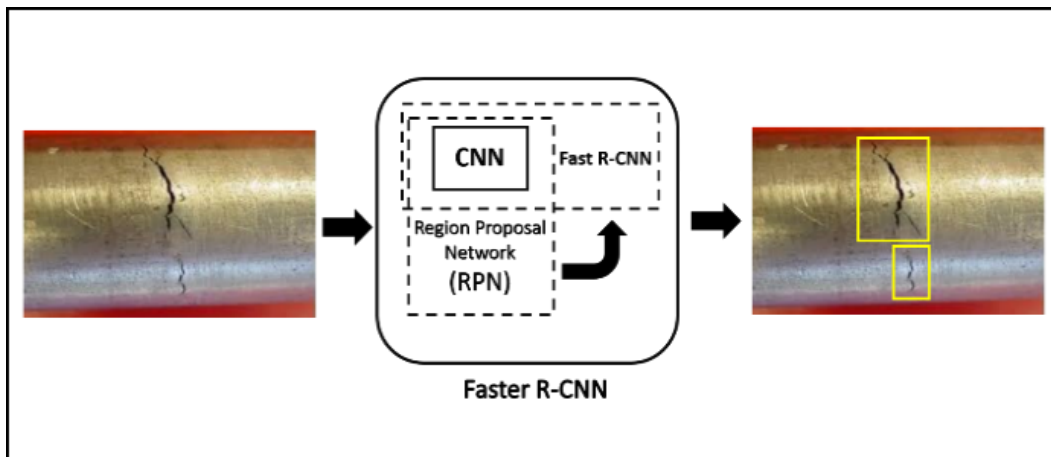 CNN
Fast R-CNN
Region Proposal
Network
(RPN)
Faster R-CNN